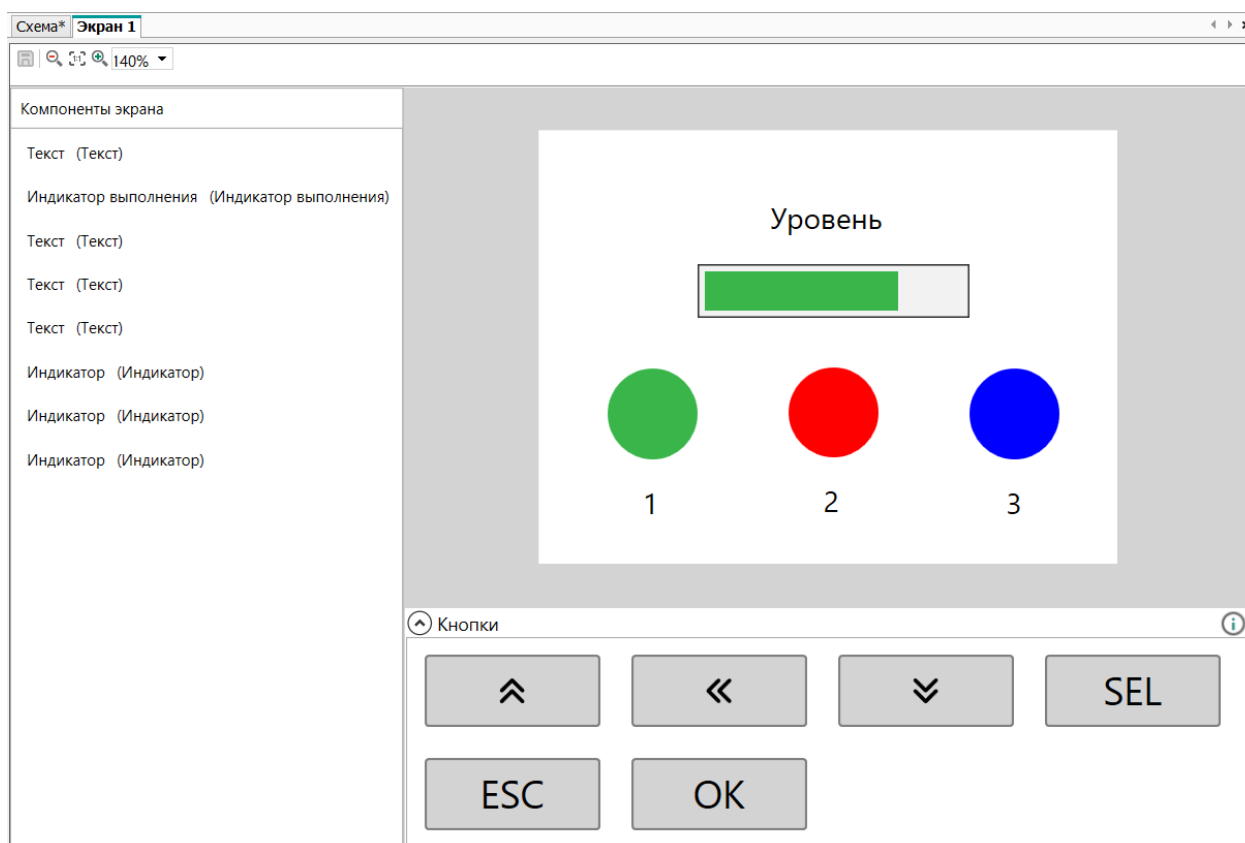 Схема* Экран 1
140%
Компоненты экрана
Текст (Текст)
Индикатор выполнения (Индикатор выполнения)
Текст (Текст)
Текст (Текст)
Текст (Текст)
Индикатор (Индикатор)
Индикатор (Индикатор)
Индикатор (Индикатор)
Уровень
1 2 3
Кнопки
SEL
ESC OK